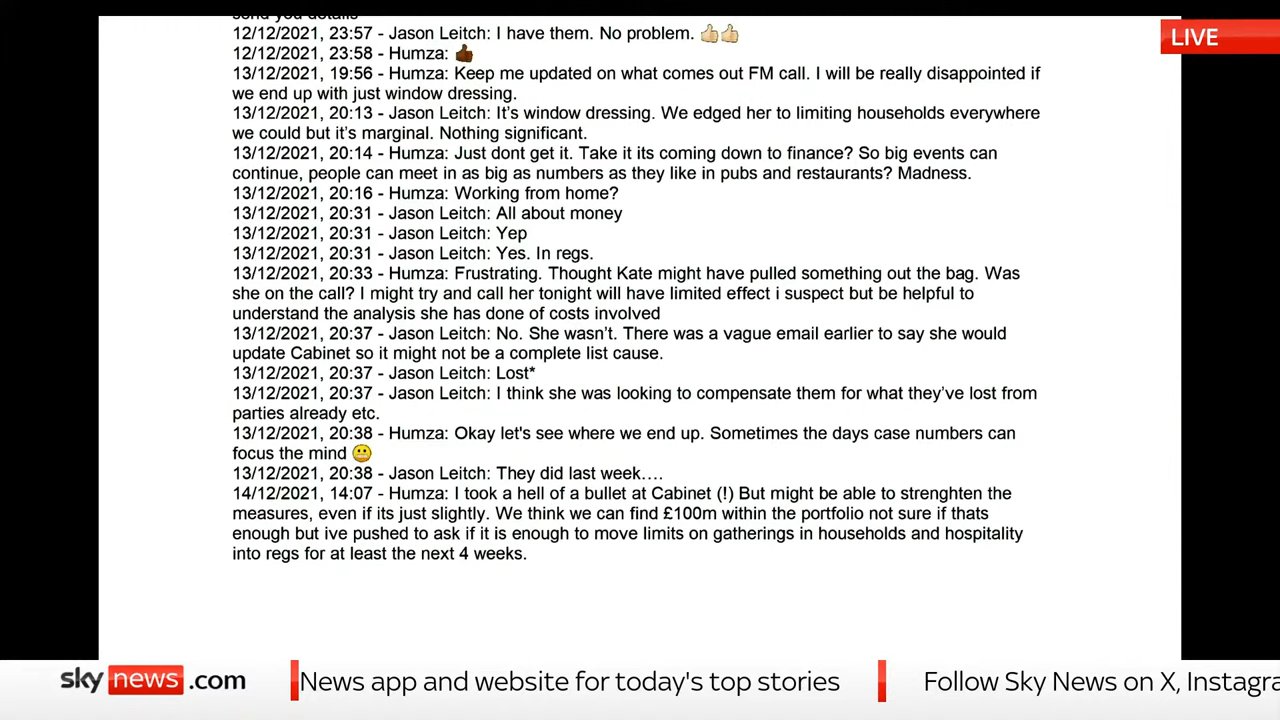 send you details
12/12/2021, 23:57 - Jason Leitch: I have them. No problem. 👍🏼👍🏼
12/12/2021, 23:58 - Humza: 👍🏾
13/12/2021, 19:56 - Humza: Keep me updated on what comes out FM call. I will be really disappointed if
we end up with just window dressing.
13/12/2021, 20:13 - Jason Leitch: It’s window dressing. We edged her to limiting households everywhere
we could but it’s marginal. Nothing significant.
13/12/2021, 20:14 - Humza: Just dont get it. Take it its coming down to finance? So big events can
continue, people can meet in as big as numbers as they like in pubs and restaurants? Madness.
13/12/2021, 20:16 - Humza: Working from home?
13/12/2021, 20:31 - Jason Leitch: All about money
13/12/2021, 20:31 - Jason Leitch: Yep
13/12/2021, 20:31 - Jason Leitch: Yes. In regs.
13/12/2021, 20:33 - Humza: Frustrating. Thought Kate might have pulled something out the bag. Was
she on the call? I might try and call her tonight will have limited effect i suspect but be helpful to
understand the analysis she has done of costs involved
13/12/2021, 20:37 - Jason Leitch: No. She wasn’t. There was a vague email earlier to say she would
update Cabinet so it might not be a complete list cause.
13/12/2021, 20:37 - Jason Leitch: Lost*
13/12/2021, 20:37 - Jason Leitch: I think she was looking to compensate them for what they’ve lost from
parties already etc.
13/12/2021, 20:38 - Humza: Okay let's see where we end up. Sometimes the days case numbers can
focus the mind 😬
13/12/2021, 20:38 - Jason Leitch: They did last week….
14/12/2021, 14:07 - Humza: I took a hell of a bullet at Cabinet (!) But might be able to strenghten the
measures, even if its just slightly. We think we can find £100m within the portfolio not sure if thats
enough but ive pushed to ask if it is enough to move limits on gatherings in households and hospitality
into regs for at least the next 4 weeks.
LIVE
sky news .com
News app and website for today's top stories
Follow Sky News on X, Instagra